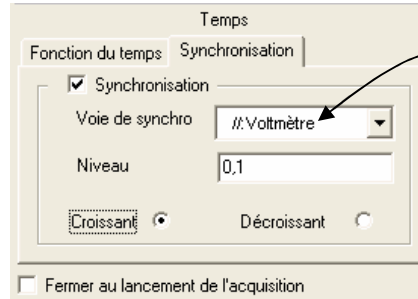 Temps
Fonction du temps Synchronisation
Synchronisation
Voie de synchro //:Voltmètre
Niveau 0,1
Croissant Décroissant
Fermer au lancement de l'acquisition